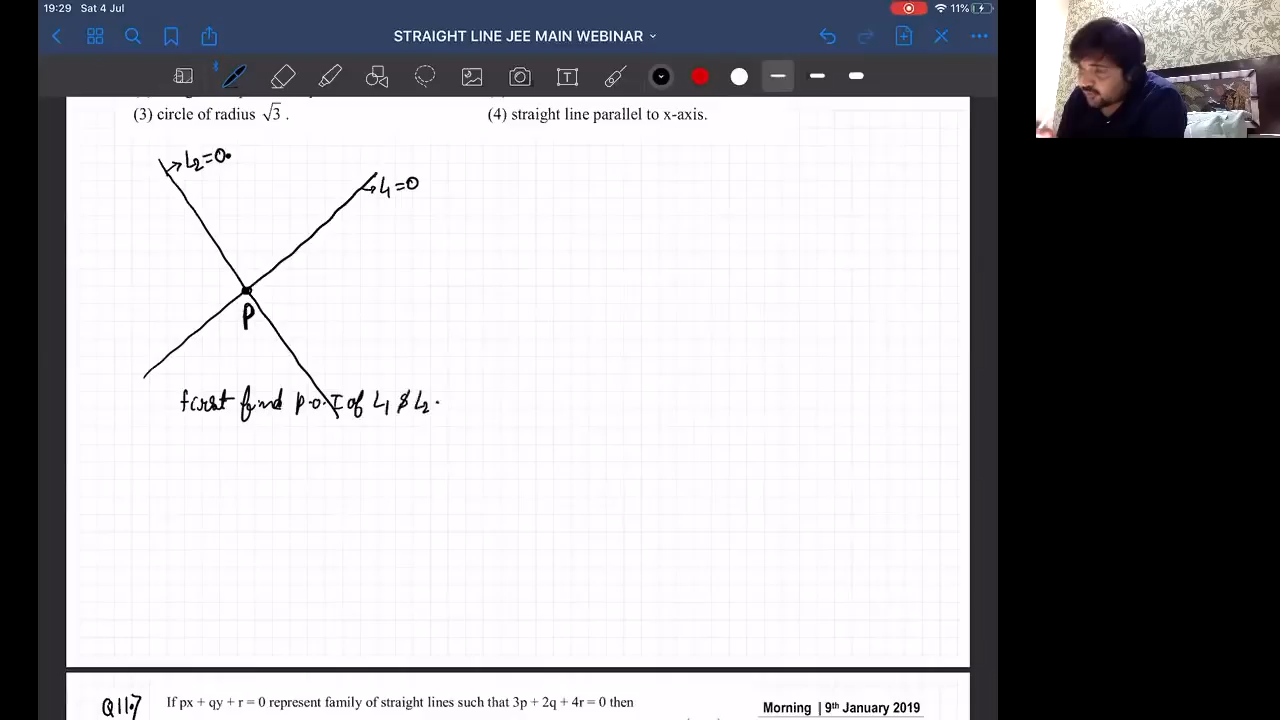 19:29 Sat 4 Jul
11%
STRAIGHT LINE JEE MAIN WEBINAR
(3) circle of radius √3 .
(4) straight line parallel to x-axis.
L2=0.
L1=0
P
first find P.O.I of L1 & L2.
Q11.7
If px + qy + r = 0 represent family of straight lines such that 3p + 2q + 4r = 0 then
Morning | 9th January 2019